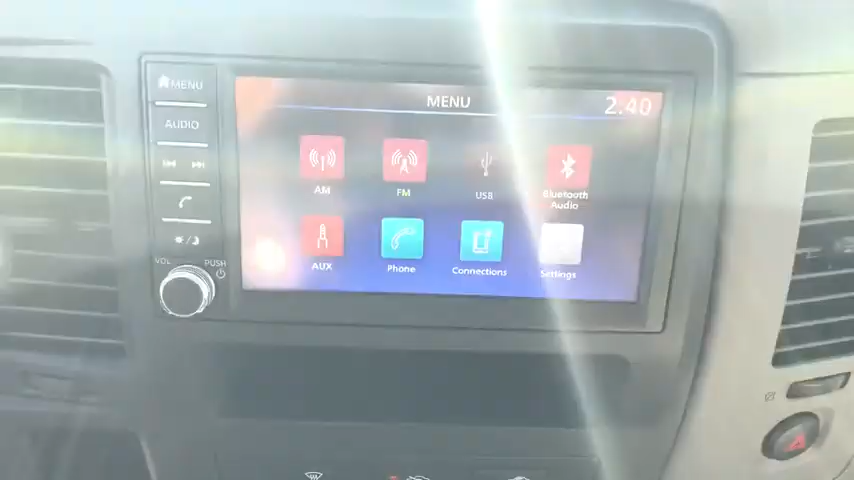 MENU
AUDIO
VOL
PUSH
MENU
2:40
AM
FM
USB
Bluetooth
Audio
AUX
Phone
Connections
Settings